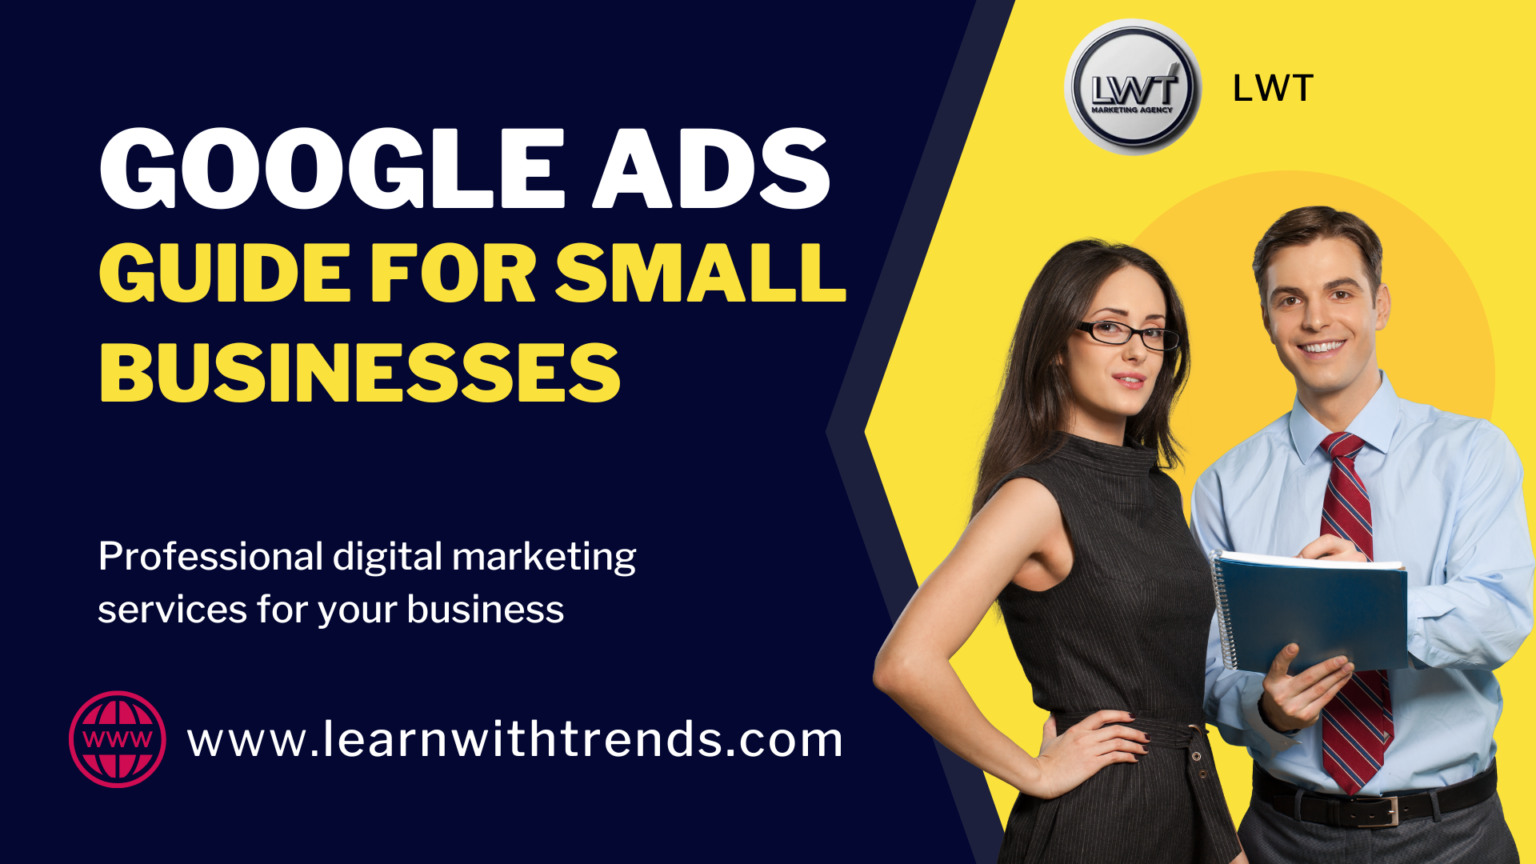 LWT
MARKETING AGENCY
LWT
GOOGLE ADS
GUIDE FOR SMALL
BUSINESSES
Professional digital marketing
services for your business
WWW
www.learnwithtrends.com